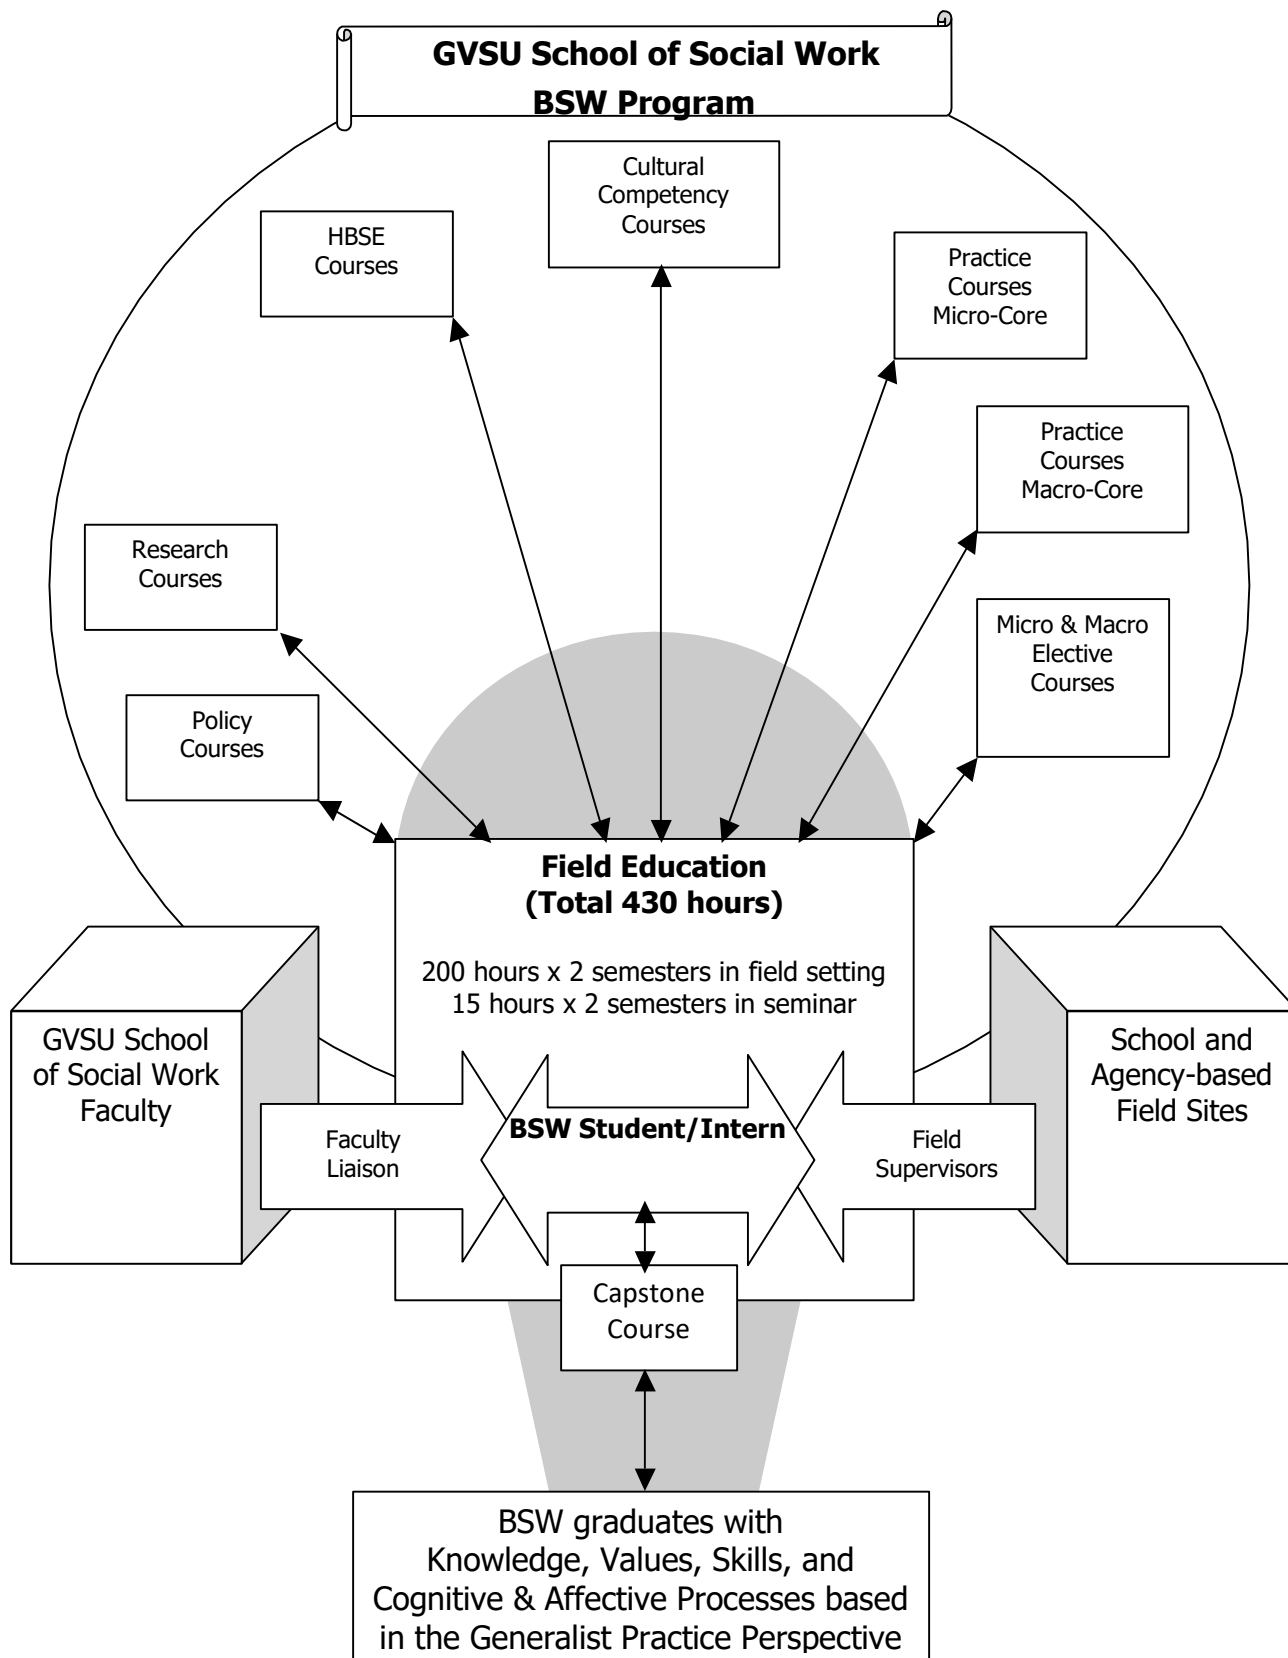 GVSU School of Social Work
BSW Program
Cultural
Competency
Courses
HBSE
Courses
Practice
Courses
Micro-Core
Practice
Courses
Macro-Core
Research
Courses
Micro & Macro
Elective
Courses
Policy
Courses
Field Education
(Total 430 hours)
200 hours x 2 semesters in field setting
15 hours x 2 semesters in seminar
GVSU School
of Social Work
Faculty
School and
Agency-based
Field Sites
Faculty
Liaison
BSW Student/Intern
Field
Supervisors
Capstone
Course
BSW graduates with
Knowledge, Values, Skills, and
Cognitive & Affective Processes based
in the Generalist Practice Perspective